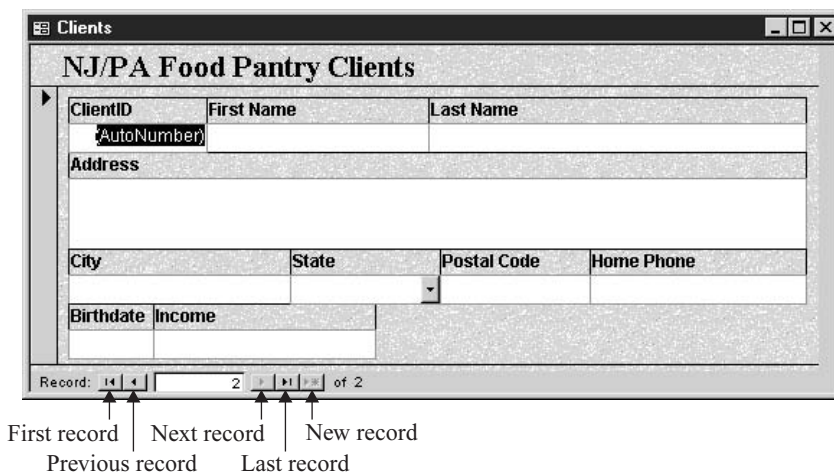 Clients
NJ/PA Food Pantry Clients
ClientID First Name Last Name
(AutoNumber)
Address
City State Postal Code Home Phone
Birthdate Income
Record: 2 of 2
First record Next record New record
Previous record Last record